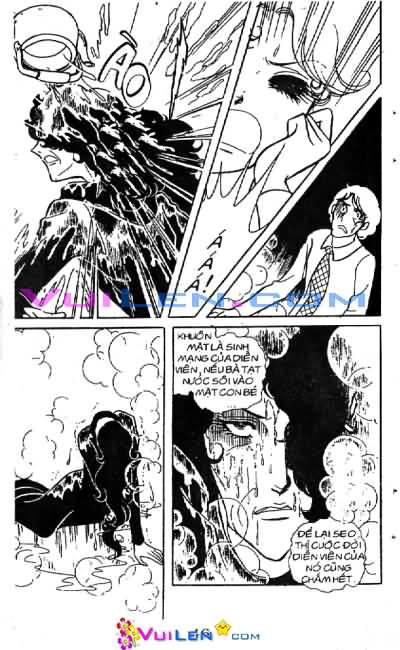 ÀO
A
A
A
A!
VUILEN.COM
KHUÔN
MẶT LÀ SINH
MẠNG CỦA DIỄN
VIÊN, NẾU BÀ TẠT
NƯỚC SÔI VÀO
MẶT CON BÉ
ĐỂ LẠI SẸO
THÌ CUỘC ĐỜI
DIỄN VIÊN CỦA
NÓ CŨNG
CHẤM HẾT.
VUILEN.COM